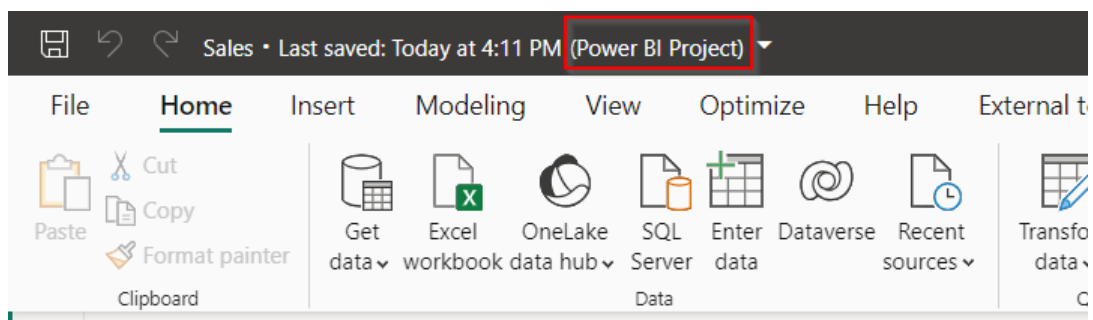 Sales • Last saved: Today at 4:11 PM (Power BI Project)
File Home Insert Modeling View Optimize Help External t
Paste
Cut
Copy
Format painter
Clipboard
Get
data
Excel
workbook
OneLake
data hub
SQL
Server
Enter
data
Dataverse
Recent
sources
Data
Transfo
data